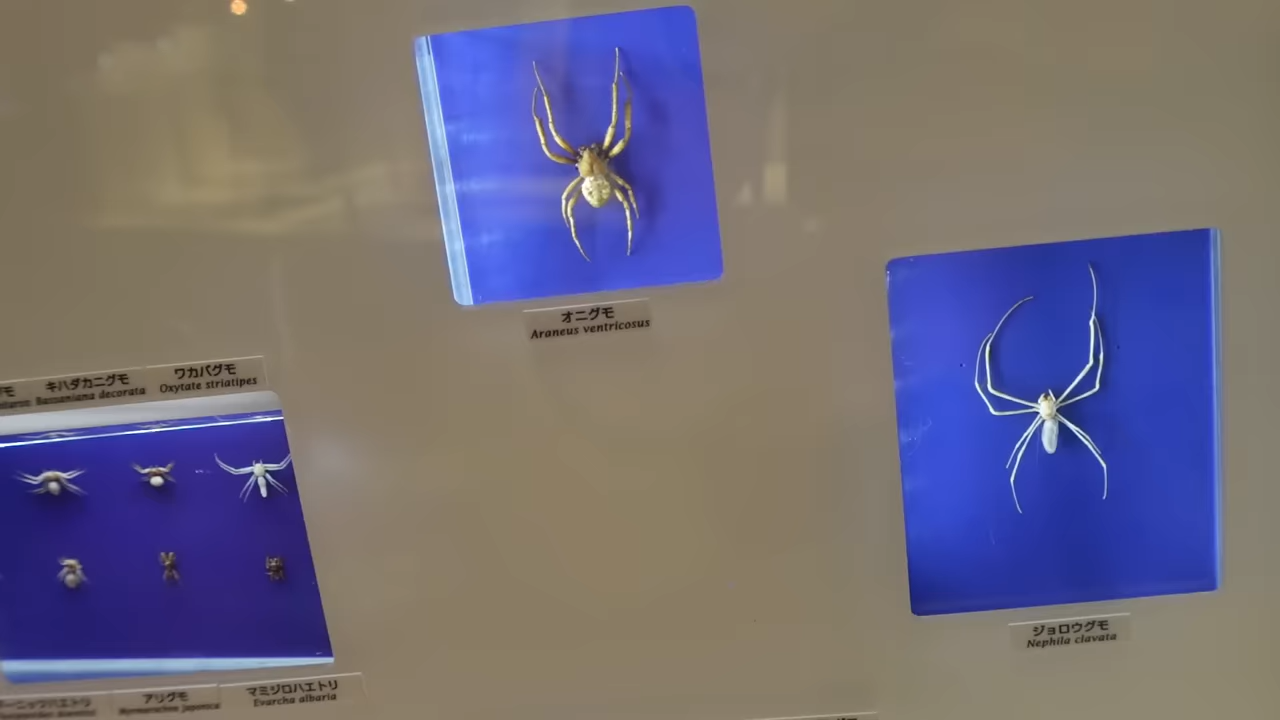 オニグモ
Araneus ventricosus
キハダカニグモ
Bassaniana decorata
ワカバグモ
Oxytate striatipes
ジョロウグモ
Nephila clavata
アリグモ
Myrmarachne japonica
マミジロハエトリ
Evarcha albaria